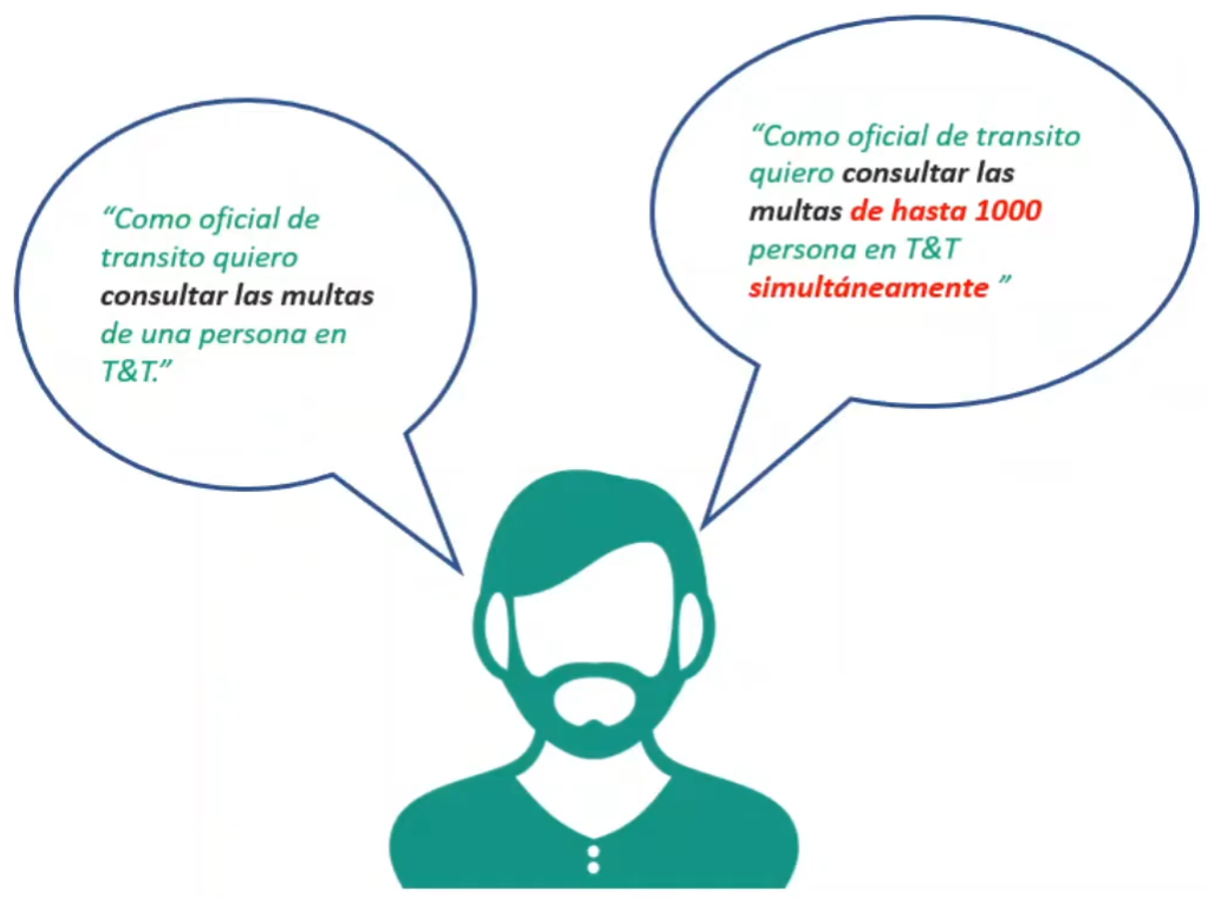 “Como oficial de
transito quiero
consultar las multas
de una persona en
T&T.”
“Como oficial de transito
quiero consultar las
multas de hasta 1000
persona en T&T
simultáneamente ”